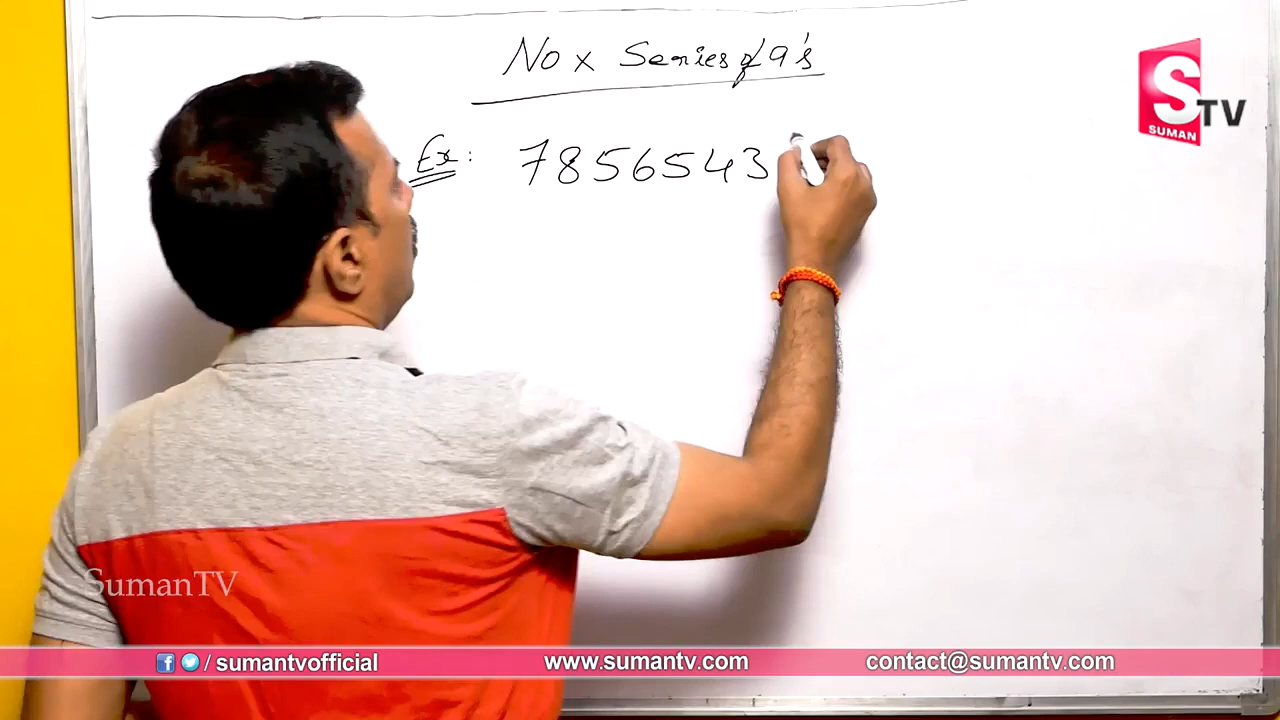 No x Series of 9's
S TV
SUMAN
Ex: 7856543
SumanTV
/ sumantvofficial
www.sumantv.com
contact@sumantv.com